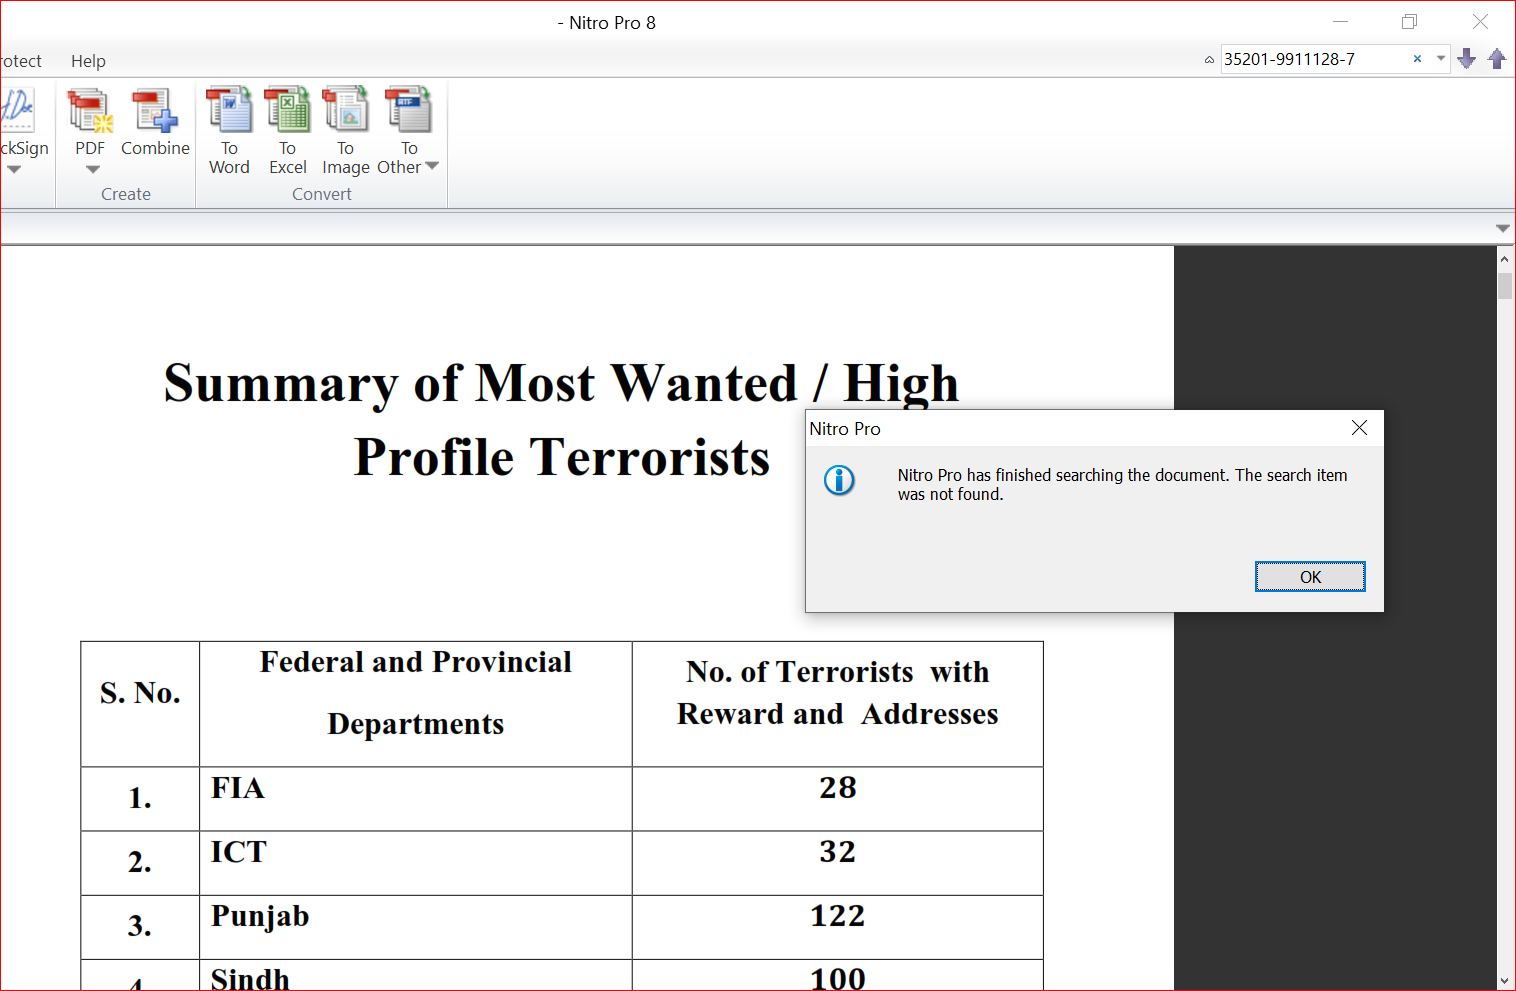 - Nitro Pro 8
rotect Help
35201-9911128-7
ckSign
PDF
Combine
To Word
To Excel
To Image
To Other
Create
Convert
Summary of Most Wanted / High
Profile Terrorists
Nitro Pro
Nitro Pro has finished searching the document. The search item
was not found.
OK
S. No.
Federal and Provincial
Departments
No. of Terrorists with
Reward and Addresses
1. FIA 28
2. ICT 32
3. Punjab 122
4. Sindh 100